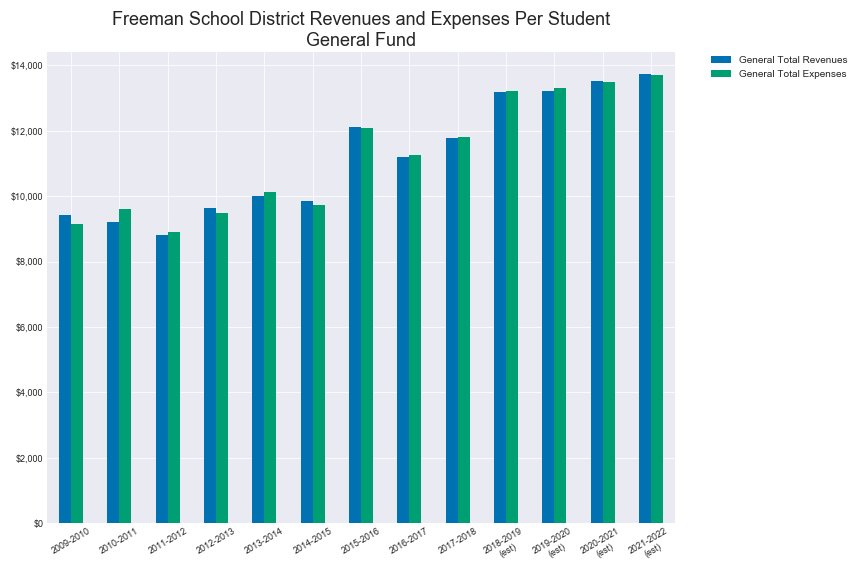 Freeman School District Revenues and Expenses Per Student
General Fund
General Total Revenues
General Total Expenses
$14,000
$12,000
$10,000
$8,000
$6,000
$4,000
$2,000
$0
2009-2010
2010-2011
2011-2012
2012-2013
2013-2014
2014-2015
2015-2016
2016-2017
2017-2018
2018-2019
(est)
2019-2020
(est)
2020-2021
(est)
2021-2022
(est)